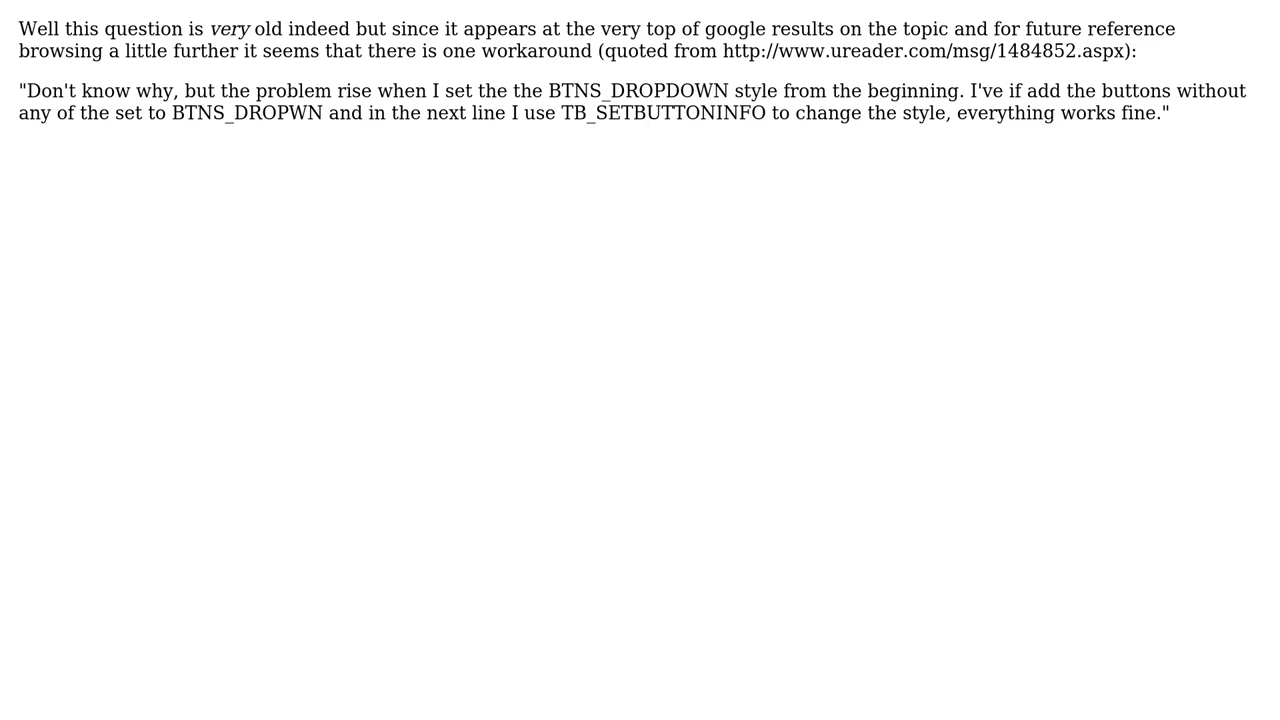 Well this question is very old indeed but since it appears at the very top of google results on the topic and for future reference
browsing a little further it seems that there is one workaround (quoted from http://www.ureader.com/msg/1484852.aspx):
"Don't know why, but the problem rise when I set the the BTNS_DROPDOWN style from the beginning. I've if add the buttons without
any of the set to BTNS_DROPWN and in the next line I use TB_SETBUTTONINFO to change the style, everything works fine."